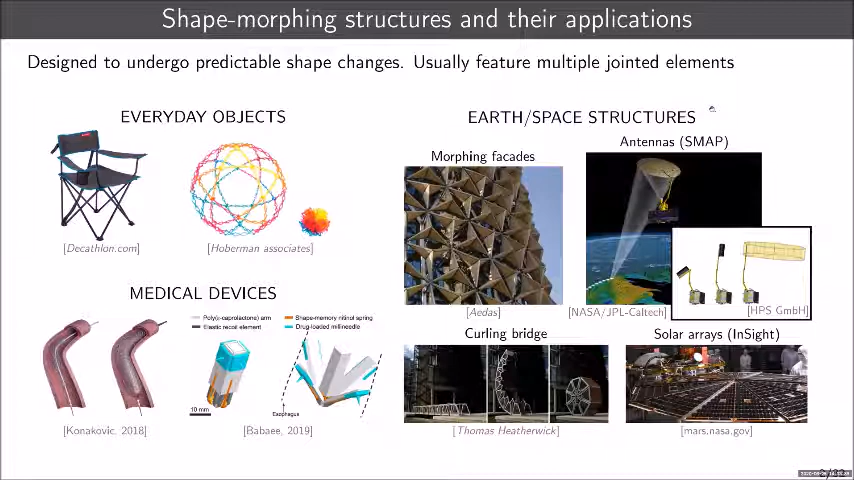 Shape-morphing structures and their applications
Designed to undergo predictable shape changes. Usually feature multiple jointed elements
EVERYDAY OBJECTS
[Decathlon.com]
[Hoberman associates]
MEDICAL DEVICES
Poly(ε-caprolactone) arm
Shape-memory nitinol spring
Elastic recoil element
Drug-loaded millineedle
10 mm
Esophagus
[Konakovic, 2018]
[Babaee, 2019]
EARTH/SPACE STRUCTURES
Morphing facades
Antennas (SMAP)
[Aedas]
[NASA/JPL-Caltech]
[HPS GmbH]
Curling bridge
Solar arrays (InSight)
[Thomas Heatherwick]
[mars.nasa.gov]